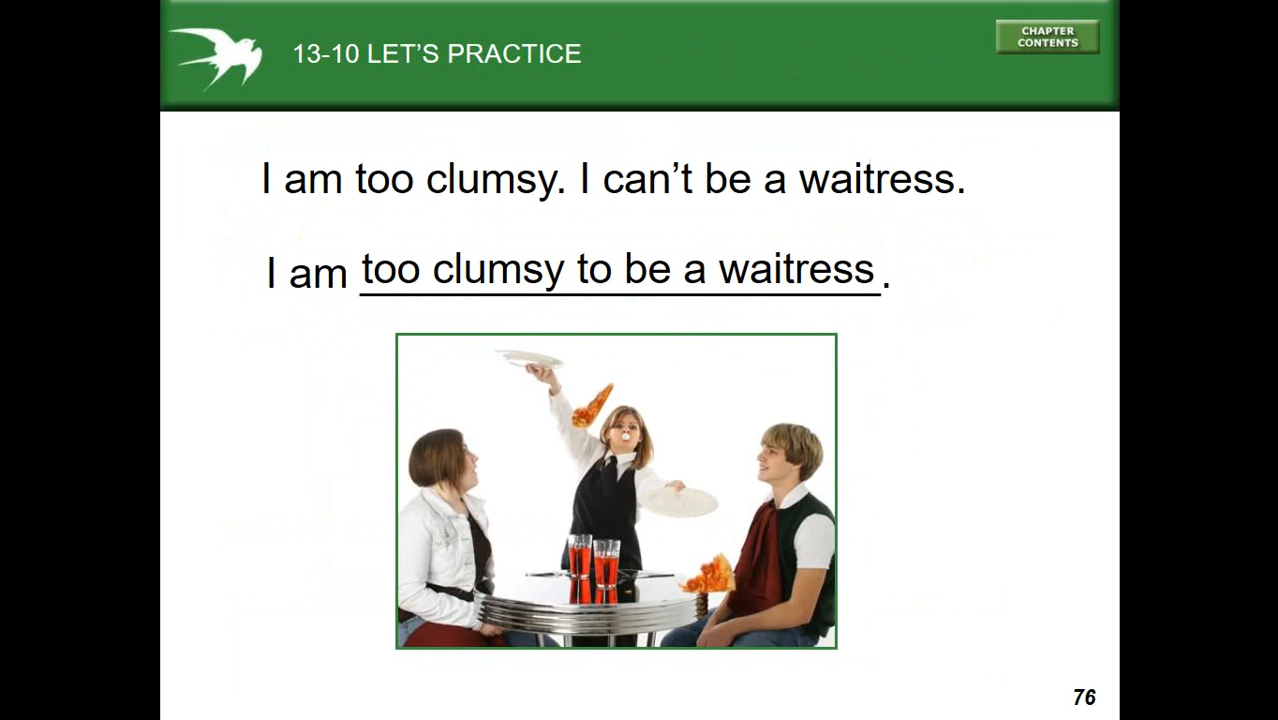 13-10 LET’S PRACTICE
CHAPTER
CONTENTS
I am too clumsy. I can’t be a waitress.
I am too clumsy to be a waitress.
76